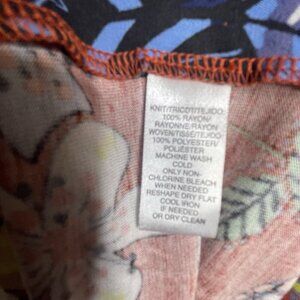 KNIT/TRICOT/TEJIDO
100% RAYON/
RAYONNE/RAYON
WOVEN/TISSE/TEJIDO
100% POLYESTER/
POLIÉSTER
MACHINE WASH
COLD
ONLY NON-
CHLORINE BLEACH
WHEN NEEDED
RESHAPE DRY FLAT
COOL IRON
IF NEEDED
OR DRY CLEAN